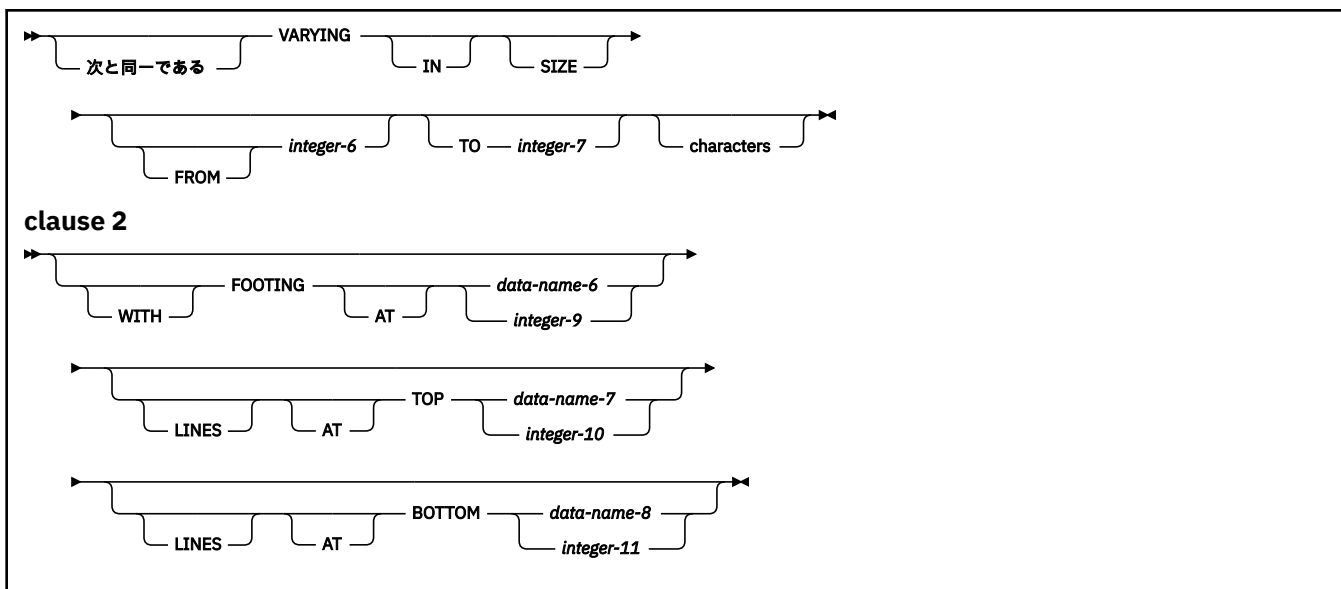 VARYING
次と同一である IN SIZE
integer-6 TO integer-7 characters
FROM
clause 2
FOOTING data-name-6
WITH AT integer-9
TOP data-name-7
LINES AT integer-10
BOTTOM data-name-8
LINES AT integer-11